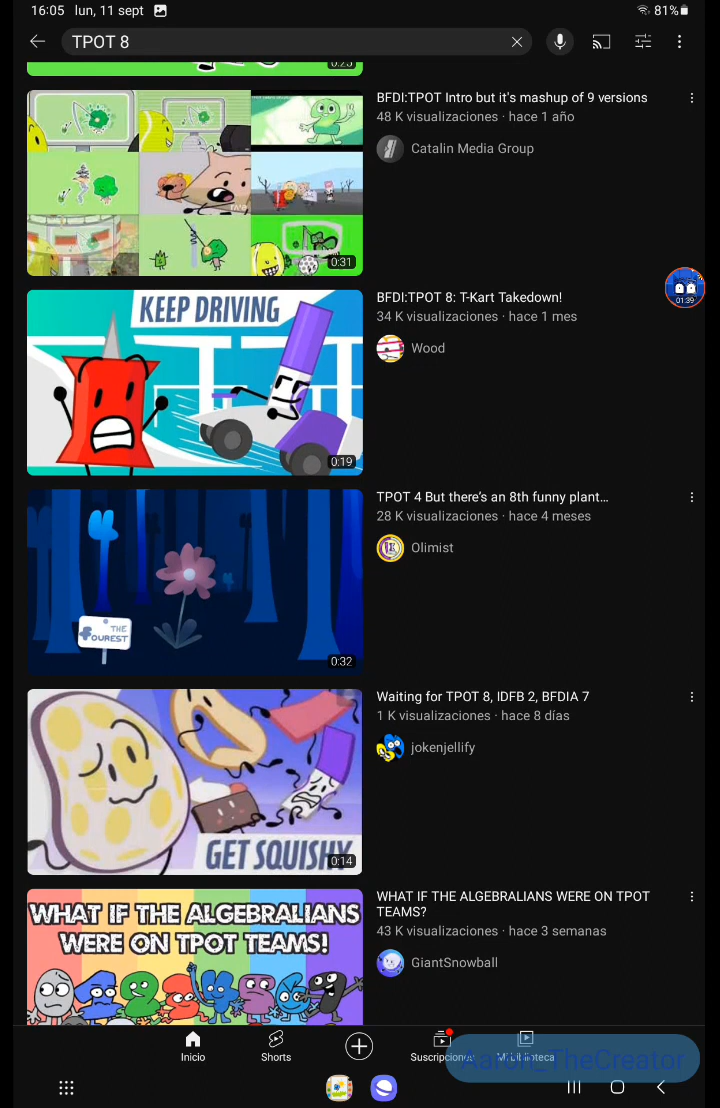 16:05 lun, 11 sept
81%
TPOT 8
0:23
BFDI:TPOT Intro but it's mashup of 9 versions
48 K visualizaciones · hace 1 año
Catalin Media Group
0:31
01:39
KEEP DRIVING
BFDI:TPOT 8: T-Kart Takedown!
34 K visualizaciones · hace 1 mes
Wood
0:19
TPOT 4 But there's an 8th funny plant…
28 K visualizaciones · hace 4 meses
Olimist
THE
FOUREST
0:32
Waiting for TPOT 8, IDFB 2, BFDIA 7
1 K visualizaciones · hace 8 días
jokenjellify
GET SQUISHY
0:14
WHAT IF THE ALGEBRALIANS
WERE ON TPOT TEAMS!
WHAT IF THE ALGEBRALIANS WERE ON TPOT
TEAMS?
43 K visualizaciones · hace 3 semanas
GiantSnowball
Inicio
Shorts
Suscripciones
Mi biblioteca
Aaron_TheCreator